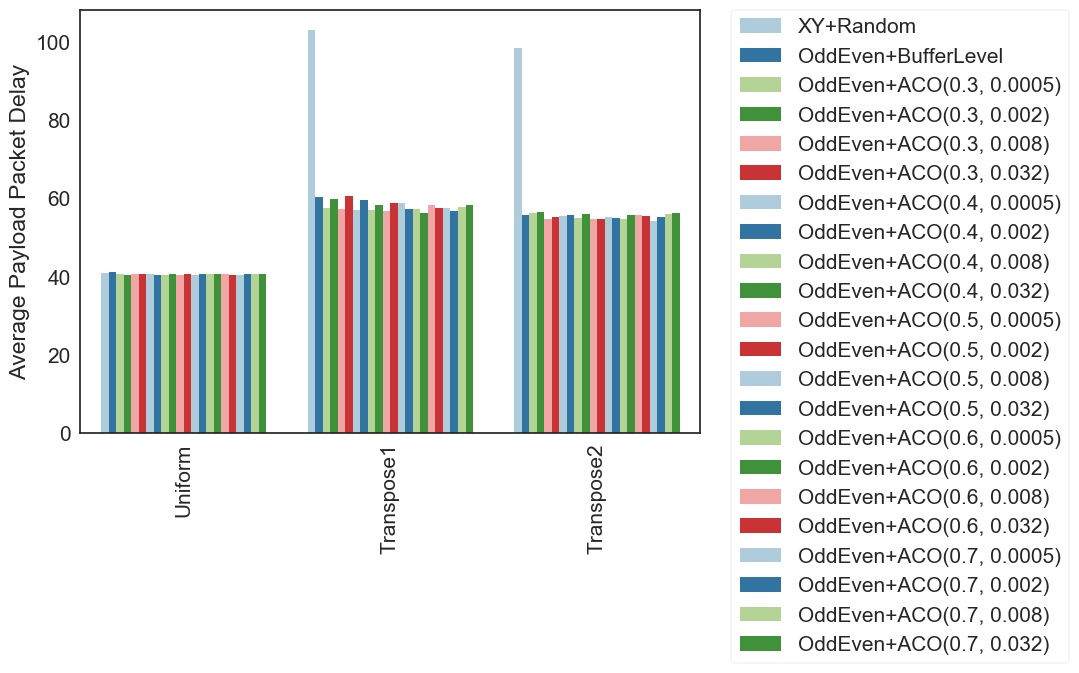 Average Payload Packet Delay
100
80
60
40
20
0
Uniform
Transpose1
Transpose2
XY+Random
OddEven+BufferLevel
OddEven+ACO(0.3, 0.0005)
OddEven+ACO(0.3, 0.002)
OddEven+ACO(0.3, 0.008)
OddEven+ACO(0.3, 0.032)
OddEven+ACO(0.4, 0.0005)
OddEven+ACO(0.4, 0.002)
OddEven+ACO(0.4, 0.008)
OddEven+ACO(0.4, 0.032)
OddEven+ACO(0.5, 0.0005)
OddEven+ACO(0.5, 0.002)
OddEven+ACO(0.5, 0.008)
OddEven+ACO(0.5, 0.032)
OddEven+ACO(0.6, 0.0005)
OddEven+ACO(0.6, 0.002)
OddEven+ACO(0.6, 0.008)
OddEven+ACO(0.6, 0.032)
OddEven+ACO(0.7, 0.0005)
OddEven+ACO(0.7, 0.002)
OddEven+ACO(0.7, 0.008)
OddEven+ACO(0.7, 0.032)